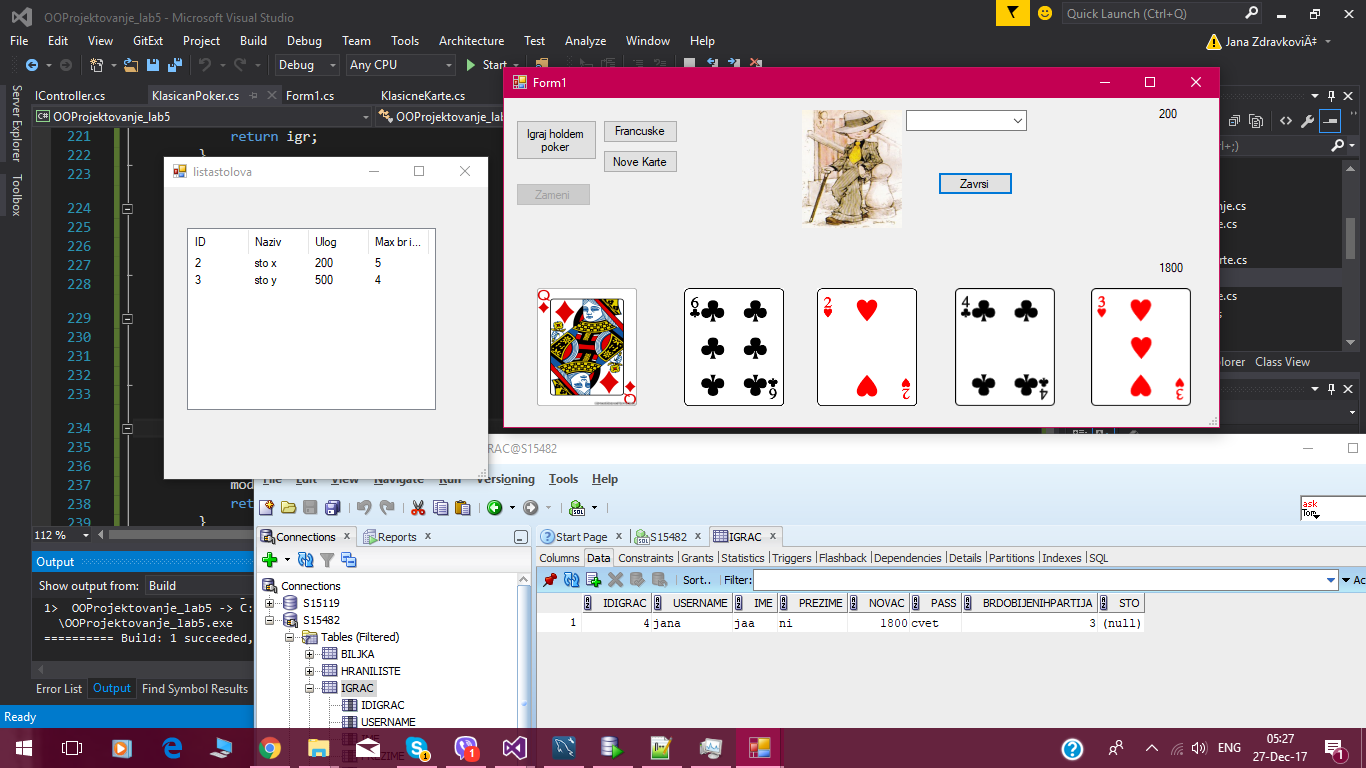 OOProjektovanje_lab5 - Microsoft Visual Studio
Quick Launch (Ctrl+Q)
File Edit View GitExt Project Build Debug Team Tools Architecture Test Analyze Window Help
Jana ZdravkoviÄ‡
Debug Any CPU Start
Server Explorer
Toolbox
IController.cs KlasicanPoker.cs Form1.cs KlasicneKarte.cs
OOProjektovanje_lab5
221 return igr;
222 }
223
224
225
226
227
228
229
230
231
232
233
234
235
236
237 mod
238 ret
239 }
112 %
listastolova
ID Naziv Ulog Max br i...
2 sto x 200 5
3 sto y 500 4
Form1
Igraj holdem poker
Francuske
Nove Karte
Zameni
Zavrsi
200
1800
Q
Q
6
6
2
2
4
4
3
3
Class View
Output
Show output from: Build
1> OOProjektovanje_lab5 -> C:
\OOProjektovanje_lab5.exe
========== Build: 1 succeeded,
Error List Output Find Symbol Results
Ready
RAC@S15482
File Edit View Navigate Run Versioning Tools Help
SQL
ask
Tom
Connections Reports
Connections
S15119
S15482
Tables (Filtered)
BILJKA
HRANILISTE
IGRAC
IDIGRAC
USERNAME
IME
PREZIME
Start Page S15482 IGRAC
Columns Data Constraints Grants Statistics Triggers Flashback Dependencies Details Partitions Indexes SQL
Sort.. Filter: Ac
IDIGRAC USERNAME IME PREZIME NOVAC PASS BRDOBIJENIHPARTIJA STO
1 4 jana jaa ni 1800 cvet 3 (null)
ENG
05:27
27-Dec-17
1
1
1